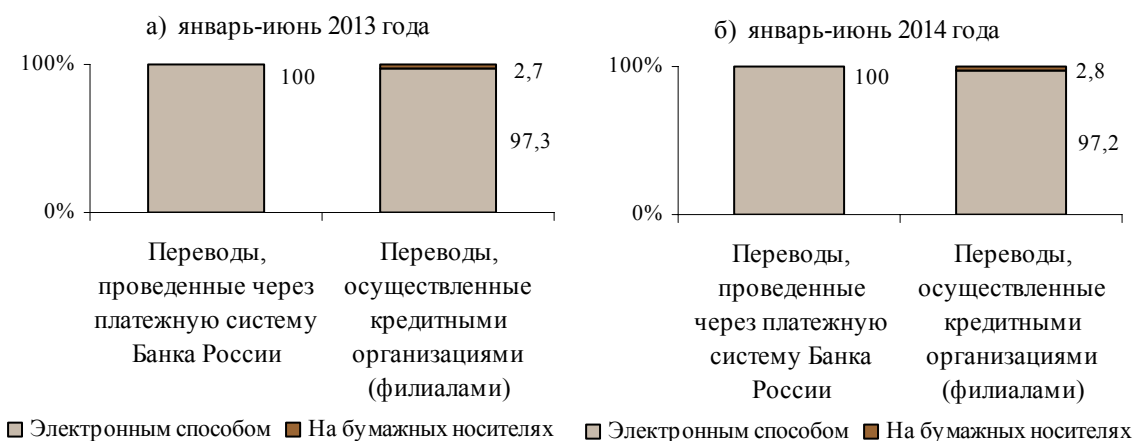 а) январь-июнь 2013 года
100%
100
2,7
97,3
0%
Переводы,
проведенные через
платежную систему
Банка России
Переводы,
осуществленные
кредитными
организациями
(филиалами)
Электронным способом
На бумажных носителях
б) январь-июнь 2014 года
100%
100
2,8
97,2
0%
Переводы,
проведенные
через платежную
систему Банка
России
Переводы,
осуществленные
кредитными
организациями
(филиалами)
Электронным способом
На бумажных носителях